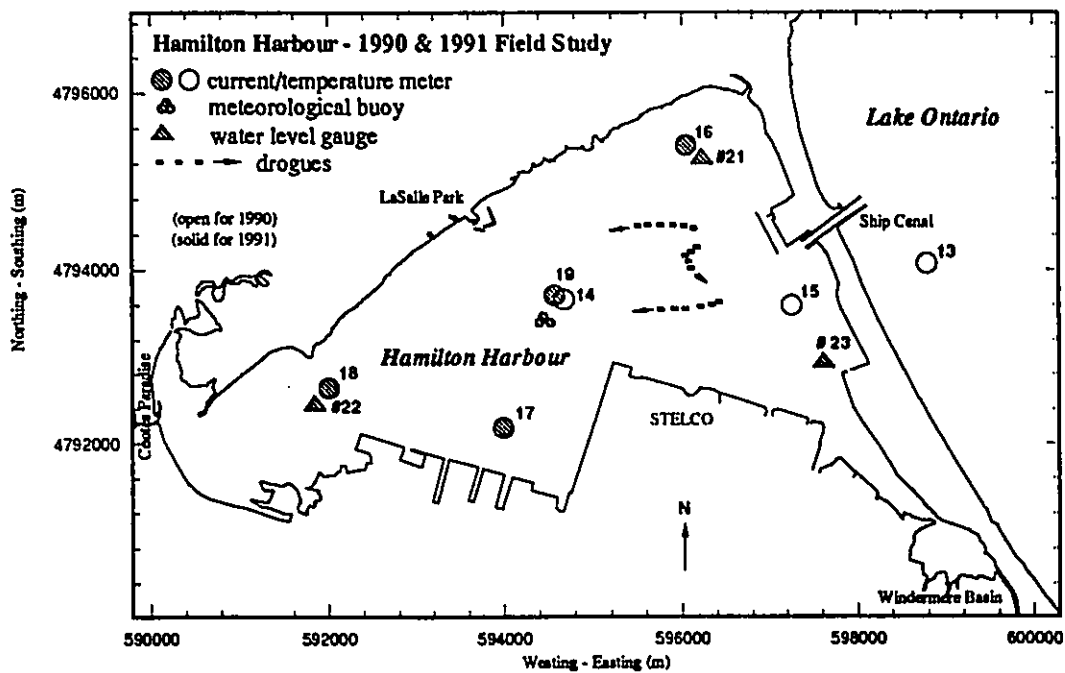 Hamilton Harbour - 1990 & 1991 Field Study
current/temperature meter
meteorological buoy
water level gauge
drogues
(open for 1990)
(solid for 1991)
LaSalle Park
Lake Ontario
Ship Canal
16
#21
13
19
14
15
#23
Hamilton Harbour
18
#22
17
STELCO
Cootes Paradise
N
Windermere Basin
4796000
4794000
4792000
Northing - Southing (m)
590000
592000
594000
596000
598000
600000
Westing - Easting (m)